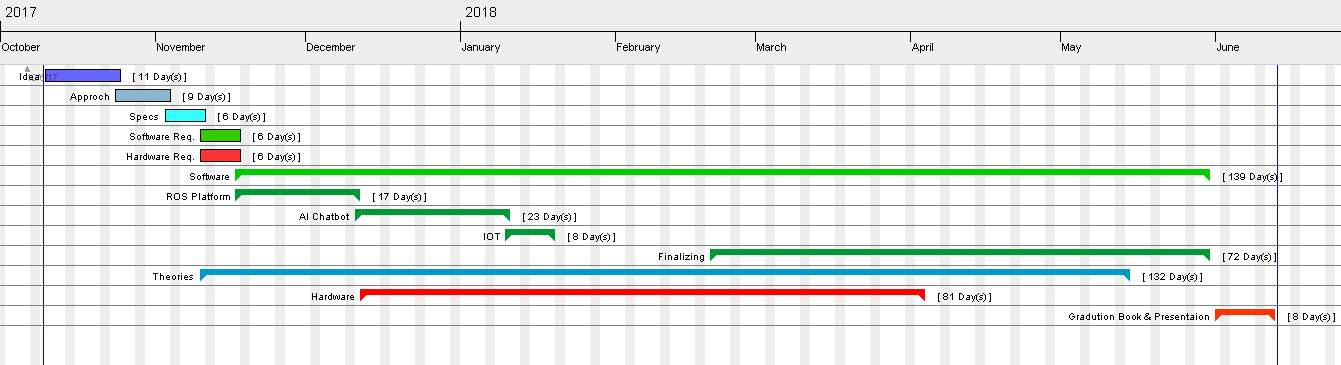 2017 2018
October November December January February March April May June
Idea [ 11 Day(s) ]
Approch [ 9 Day(s) ]
Specs [ 6 Day(s) ]
Software Req. [ 6 Day(s) ]
Hardware Req. [ 6 Day(s) ]
Software [ 139 Day(s) ]
ROS Platform [ 17 Day(s) ]
AI Chatbot [ 23 Day(s) ]
IOT [ 8 Day(s) ]
Finalizing [ 72 Day(s) ]
Theories [ 132 Day(s) ]
Hardware [ 81 Day(s) ]
Gradution Book & Presentaion [ 8 Day(s) ]